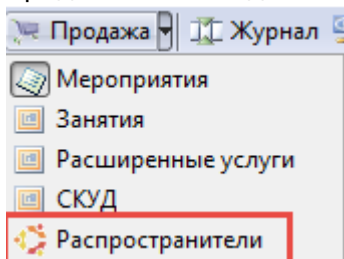 Продажа Журнал
Мероприятия
Занятия
Расширенные услуги
СКУД
Распространители